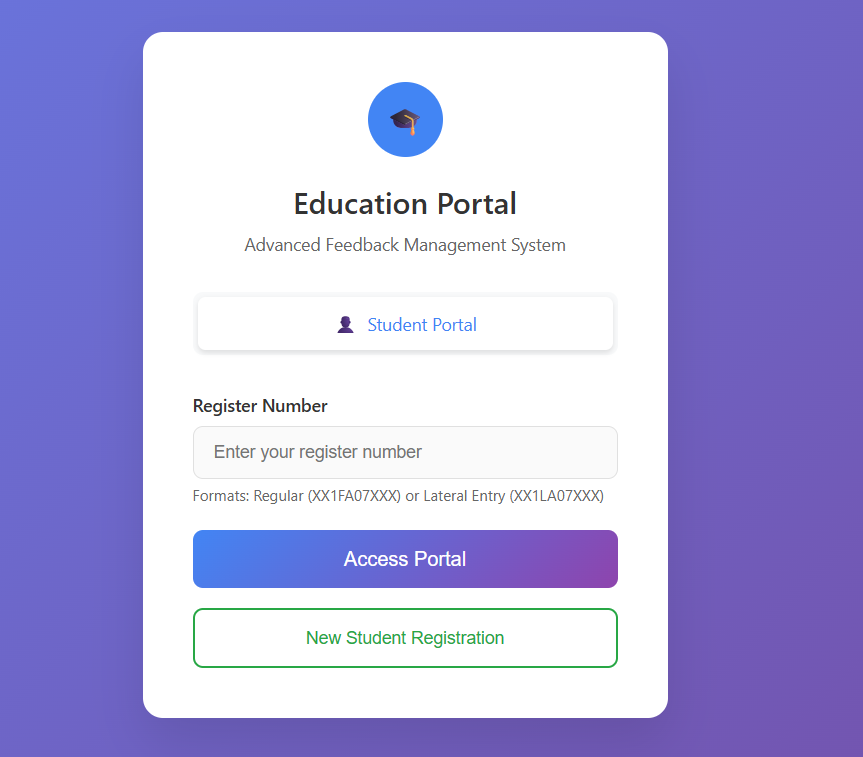 Education Portal
Advanced Feedback Management System
Student Portal
Register Number
Enter your register number
Formats: Regular (XX1FA07XXX) or Lateral Entry (XX1LA07XXX)
Access Portal
New Student Registration